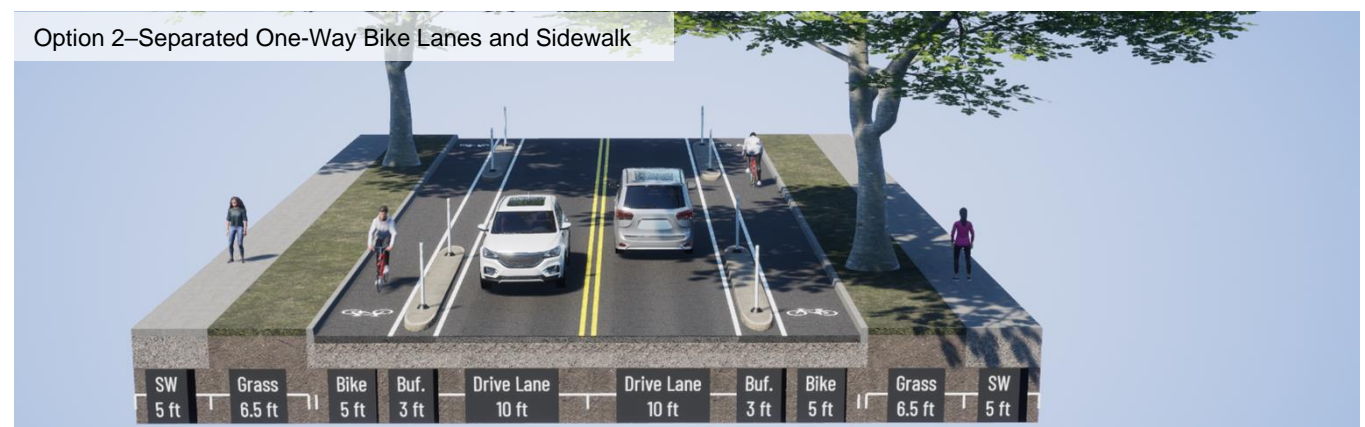 Option 2–Separated One-Way Bike Lanes and Sidewalk
SW
5 ft
Grass
6.5 ft
Bike
5 ft
Buf.
3 ft
Drive Lane
10 ft
Drive Lane
10 ft
Buf.
3 ft
Bike
5 ft
Grass
6.5 ft
SW
5 ft